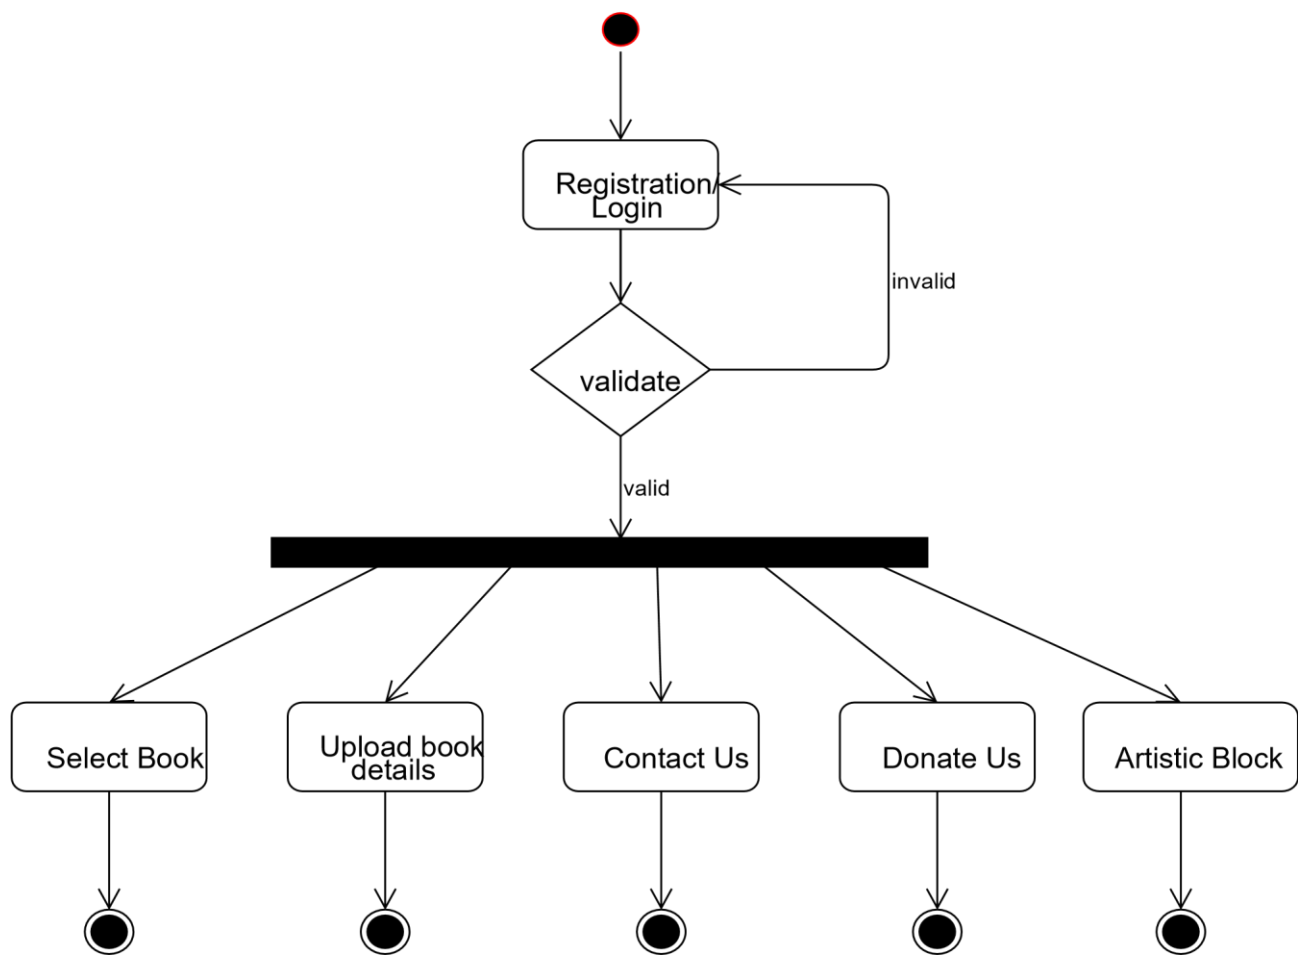 Registration/
Login
invalid
validate
valid
Select Book
Upload book
details
Contact Us
Donate Us
Artistic Block